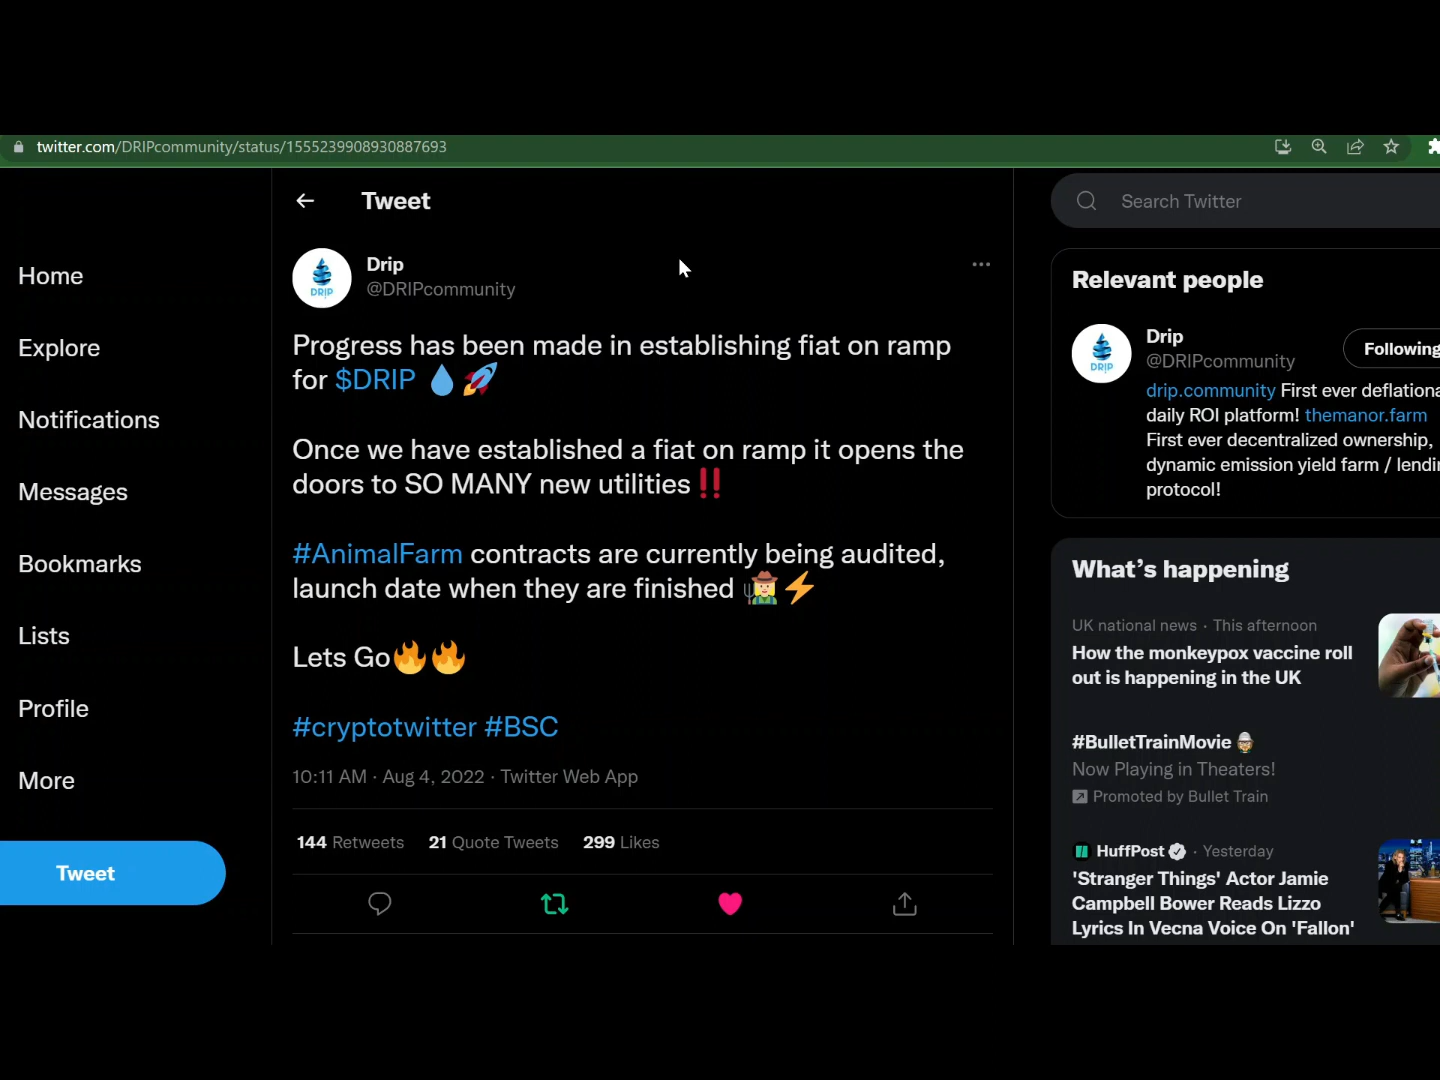 twitter.com/DRIPcommunity/status/1555239908930887693
Tweet
Search Twitter
Home
Explore
Notifications
Messages
Bookmarks
Lists
Profile
More
Tweet
DRIP
Drip
@DRIPcommunity
Progress has been made in establishing fiat on ramp
for $DRIP 💧🚀
Once we have established a fiat on ramp it opens the
doors to SO MANY new utilities‼️
#AnimalFarm contracts are currently being audited,
launch date when they are finished 👩🏼‍🌾⚡
Lets Go🔥🔥
#cryptotwitter #BSC
10:11 AM · Aug 4, 2022 · Twitter Web App
144 Retweets 21 Quote Tweets 299 Likes
Relevant people
DRIP
Drip
@DRIPcommunity
Following
drip.community First ever deflationa
daily ROI platform! themanor.farm
First ever decentralized ownership,
dynamic emission yield farm / lendin
protocol!
What's happening
UK national news · This afternoon
How the monkeypox vaccine roll
out is happening in the UK
#BulletTrainMovie
Now Playing in Theaters!
Promoted by Bullet Train
HuffPost · Yesterday
'Stranger Things' Actor Jamie
Campbell Bower Reads Lizzo
Lyrics In Vecna Voice On 'Fallon'